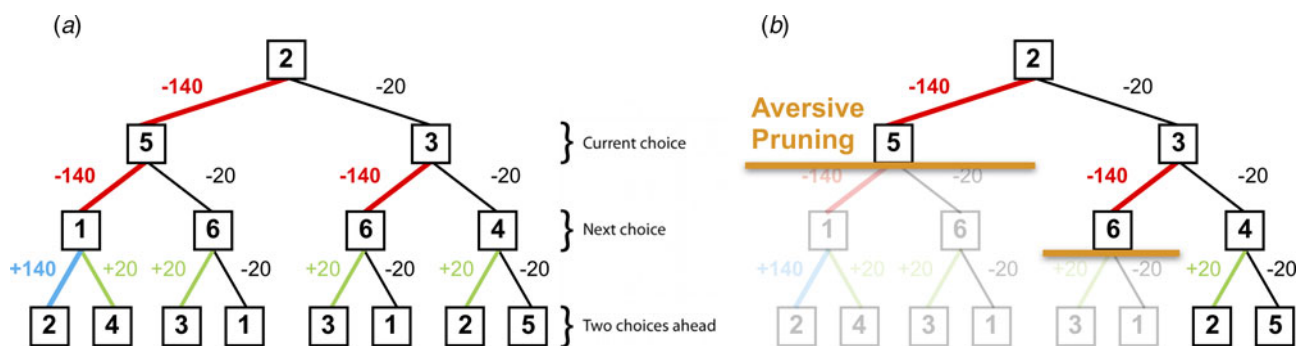 (a)
2
-140 -20
5 3
} Current choice
-140 -20 -140 -20
1 6 6 4
} Next choice
+140 +20 +20 -20 +20 -20 +20 -20
2 4 3 1 3 1 2 5
} Two choices ahead
(b)
2
-140 -20
Aversive
Pruning
5 3
-140 -20 -140 -20
1 6 6 4
+140 +20 +20 -20 +20 -20 +20 -20
2 4 3 1 3 1 2 5